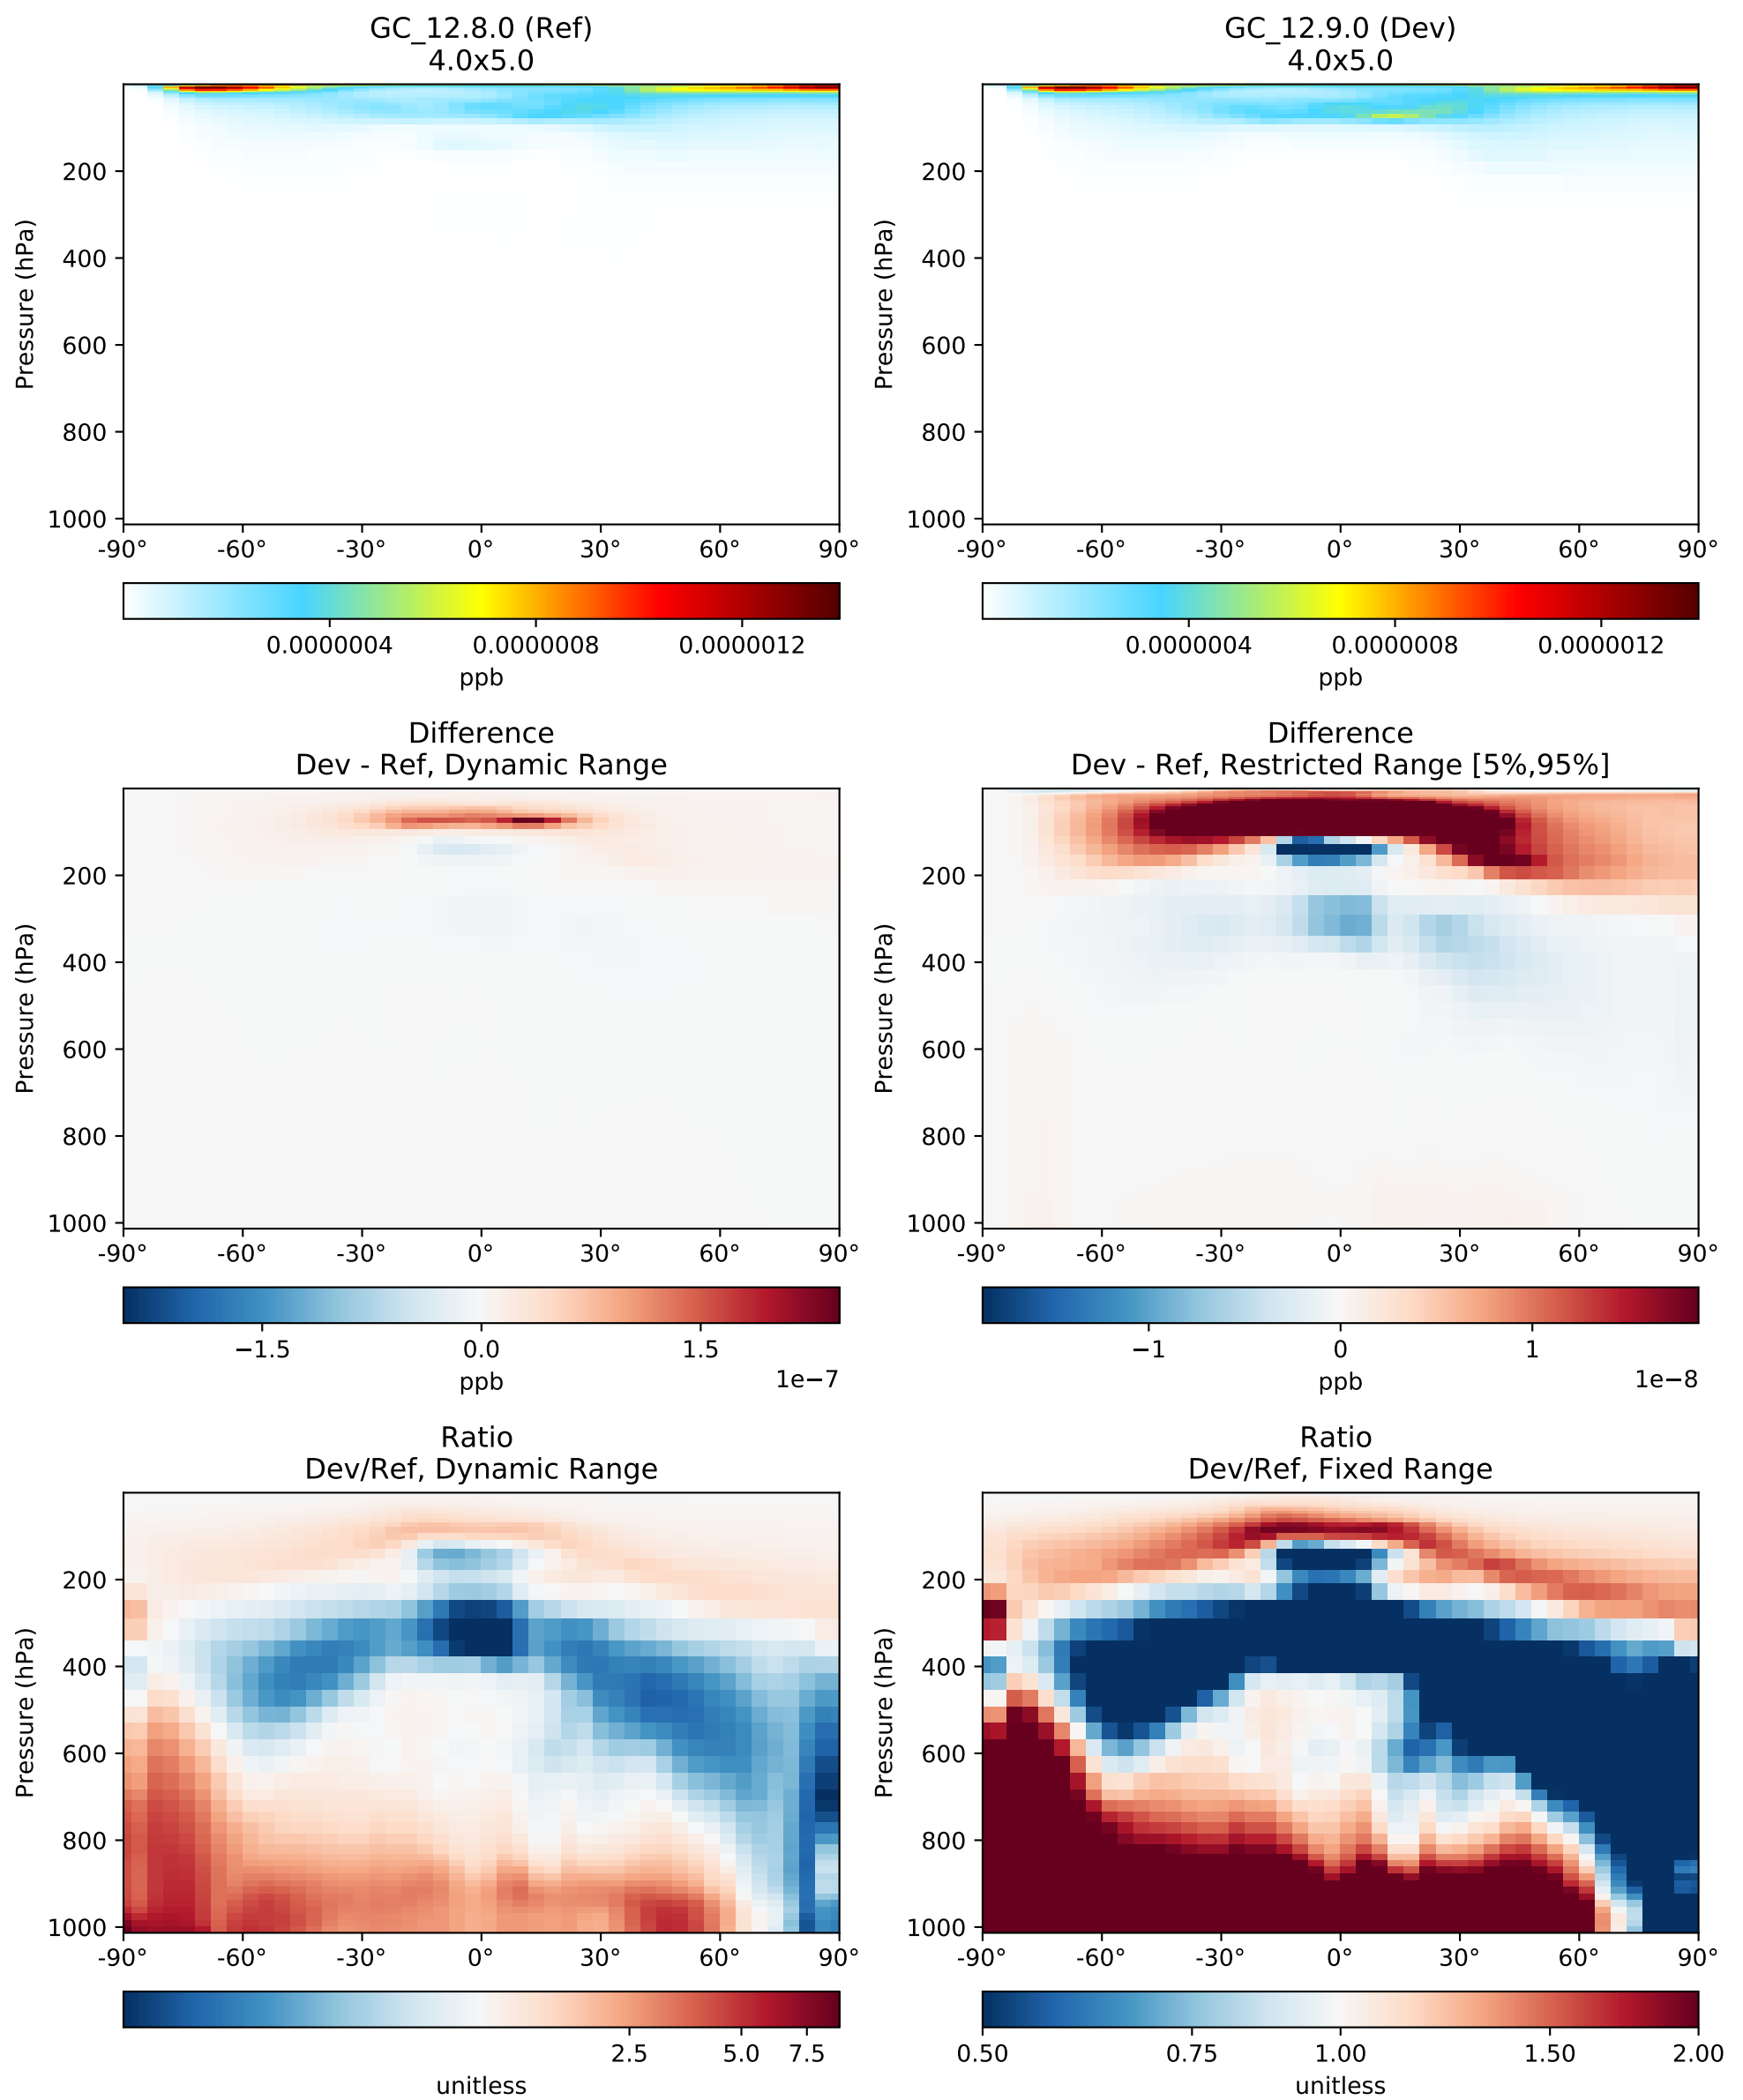 GC_12.8.0 (Ref)
4.0x5.0
GC_12.9.0 (Dev)
4.0x5.0
Pressure (hPa)
200
400
600
800
1000
-90° -60° -30° 0° 30° 60° 90°
0.0000004 0.0000008 0.0000012
ppb
Pressure (hPa)
200
400
600
800
1000
-90° -60° -30° 0° 30° 60° 90°
0.0000004 0.0000008 0.0000012
ppb
Difference
Dev - Ref, Dynamic Range
Pressure (hPa)
200
400
600
800
1000
-90° -60° -30° 0° 30° 60° 90°
−1.5 0.0 1.5
ppb
1e−7
Difference
Dev - Ref, Restricted Range [5%,95%]
Pressure (hPa)
200
400
600
800
1000
-90° -60° -30° 0° 30° 60° 90°
−1 0 1
ppb
1e−8
Ratio
Dev/Ref, Dynamic Range
Pressure (hPa)
200
400
600
800
1000
-90° -60° -30° 0° 30° 60° 90°
2.5 5.0 7.5
unitless
Ratio
Dev/Ref, Fixed Range
Pressure (hPa)
200
400
600
800
1000
-90° -60° -30° 0° 30° 60° 90°
0.50 0.75 1.00 1.50 2.00
unitless